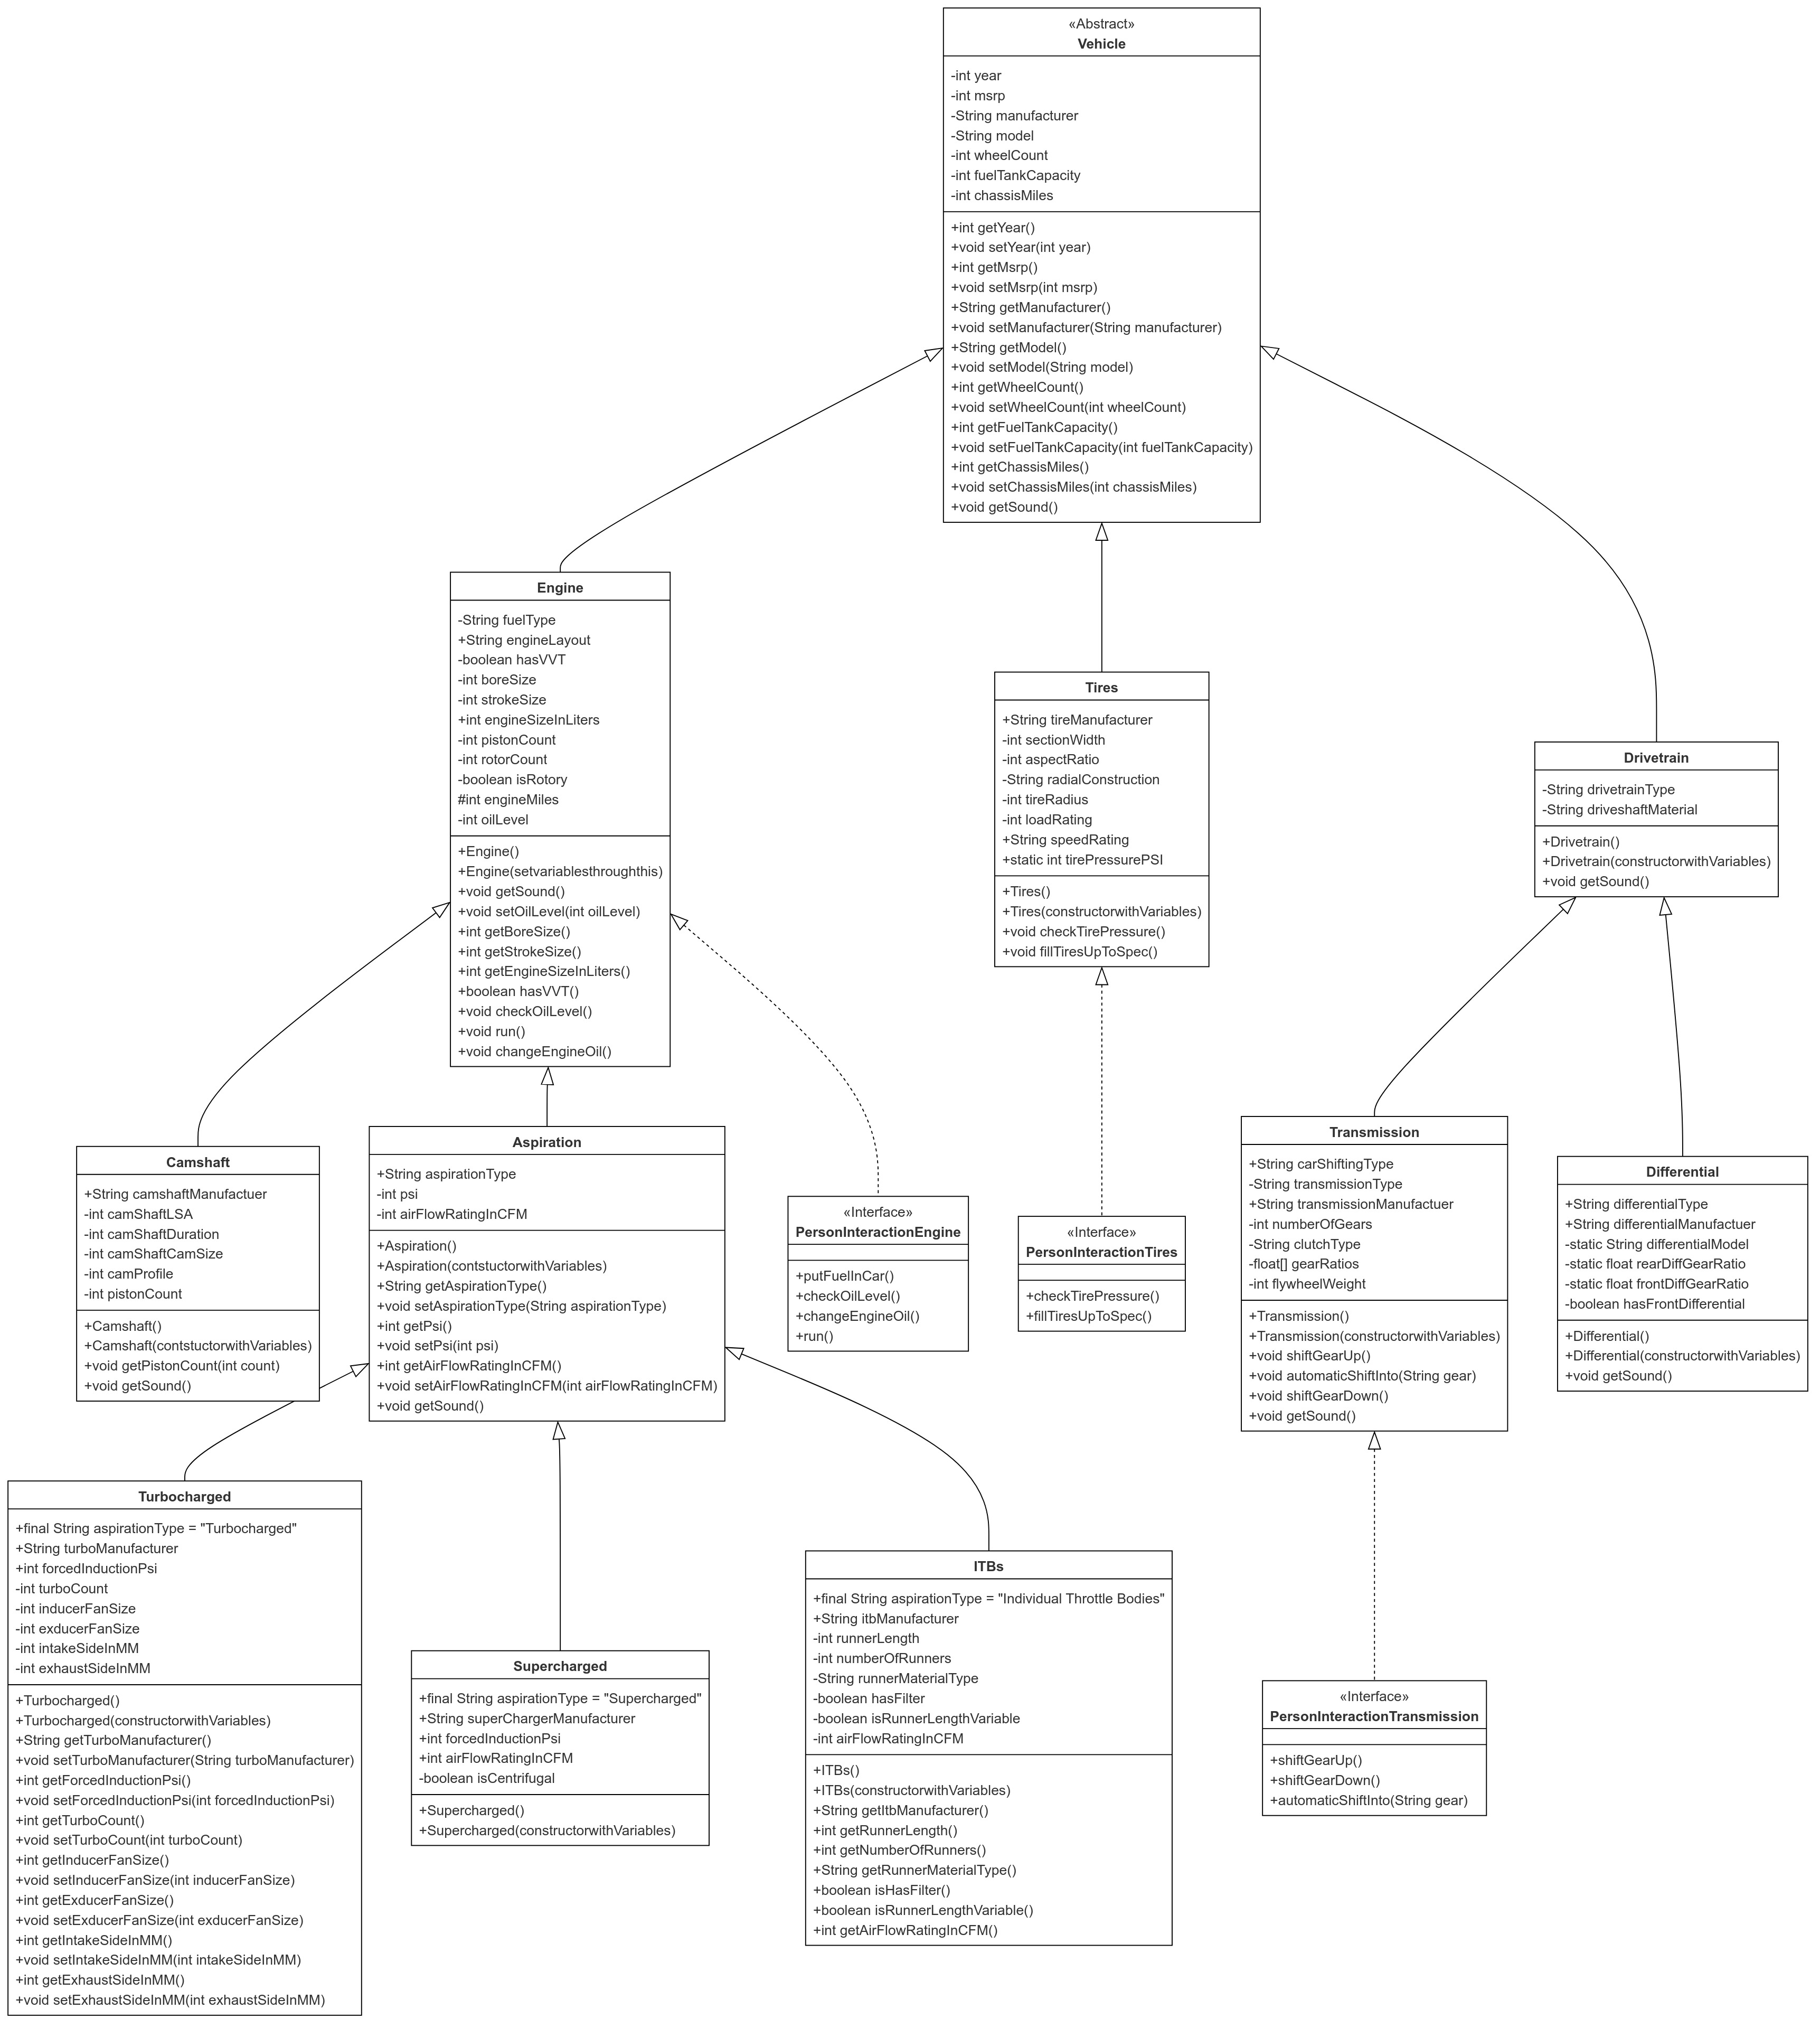 «Abstract»
Vehicle
-int year
-int msrp
-String manufacturer
-String model
-int wheelCount
-int fuelTankCapacity
-int chassisMiles
+int getYear()
+void setYear(int year)
+int getMsrp()
+void setMsrp(int msrp)
+String getManufacturer()
+void setManufacturer(String manufacturer)
+String getModel()
+void setModel(String model)
+int getWheelCount()
+void setWheelCount(int wheelCount)
+int getFuelTankCapacity()
+void setFuelTankCapacity(int fuelTankCapacity)
+int getChassisMiles()
+void setChassisMiles(int chassisMiles)
+void getSound()
Engine
-String fuelType
+String engineLayout
-boolean hasVVT
-int boreSize
-int strokeSize
+int engineSizeInLiters
-int pistonCount
-int rotorCount
-boolean isRotory
#int engineMiles
-int oilLevel
+Engine()
+Engine(setvariablesthroughthis)
+void getSound()
+void setOilLevel(int oilLevel)
+int getBoreSize()
+int getStrokeSize()
+int getEngineSizeInLiters()
+boolean hasVVT()
+void checkOilLevel()
+void run()
+void changeEngineOil()
Tires
+String tireManufacturer
-int sectionWidth
-int aspectRatio
-String radialConstruction
-int tireRadius
-int loadRating
+String speedRating
+static int tirePressurePSI
+Tires()
+Tires(constructorwithVariables)
+void checkTirePressure()
+void fillTiresUpToSpec()
Drivetrain
-String drivetrainType
-String driveshaftMaterial
+Drivetrain()
+Drivetrain(constructorwithVariables)
+void getSound()
Camshaft
+String camshaftManufactuer
-int camShaftLSA
-int camShaftDuration
-int camShaftCamSize
-int camProfile
-int pistonCount
+Camshaft()
+Camshaft(contstuctorwithVariables)
+void getPistonCount(int count)
+void getSound()
Aspiration
+String aspirationType
-int psi
-int airFlowRatingInCFM
+Aspiration()
+Aspiration(contstuctorwithVariables)
+String getAspirationType()
+void setAspirationType(String aspirationType)
+int getPsi()
+void setPsi(int psi)
+int getAirFlowRatingInCFM()
+void setAirFlowRatingInCFM(int airFlowRatingInCFM)
+void getSound()
«Interface»
PersonInteractionEngine
+putFuelInCar()
+checkOilLevel()
+changeEngineOil()
+run()
«Interface»
PersonInteractionTires
+checkTirePressure()
+fillTiresUpToSpec()
Transmission
+String carShiftingType
-String transmissionType
+String transmissionManufactuer
-int numberOfGears
-String clutchType
-float[] gearRatios
-int flywheelWeight
+Transmission()
+Transmission(constructorwithVariables)
+void shiftGearUp()
+void automaticShiftInto(String gear)
+void shiftGearDown()
+void getSound()
Differential
+String differentialType
+String differentialManufactuer
-static String differentialModel
-static float rearDiffGearRatio
-static float frontDiffGearRatio
-boolean hasFrontDifferential
+Differential()
+Differential(constructorwithVariables)
+void getSound()
Turbocharged
+final String aspirationType = "Turbocharged"
+String turboManufacturer
+int forcedInductionPsi
-int turboCount
-int inducerFanSize
-int exducerFanSize
-int intakeSideInMM
-int exhaustSideInMM
+Turbocharged()
+Turbocharged(constructorwithVariables)
+String getTurboManufacturer()
+void setTurboManufacturer(String turboManufacturer)
+int getForcedInductionPsi()
+void setForcedInductionPsi(int forcedInductionPsi)
+int getTurboCount()
+void setTurboCount(int turboCount)
+int getInducerFanSize()
+void setInducerFanSize(int inducerFanSize)
+int getExducerFanSize()
+void setExducerFanSize(int exducerFanSize)
+int getIntakeSideInMM()
+void setIntakeSideInMM(int intakeSideInMM)
+int getExhaustSideInMM()
+void setExhaustSideInMM(int exhaustSideInMM)
Supercharged
+final String aspirationType = "Supercharged"
+String superChargerManufacturer
+int forcedInductionPsi
+int airFlowRatingInCFM
-boolean isCentrifugal
+Supercharged()
+Supercharged(constructorwithVariables)
ITBs
+final String aspirationType = "Individual Throttle Bodies"
+String itbManufacturer
-int runnerLength
-int numberOfRunners
-String runnerMaterialType
-boolean hasFilter
-boolean isRunnerLengthVariable
-int airFlowRatingInCFM
+ITBs()
+ITBs(constructorwithVariables)
+String getItbManufacturer()
+int getRunnerLength()
+int getNumberOfRunners()
+String getRunnerMaterialType()
+boolean isHasFilter()
+boolean isRunnerLengthVariable()
+int getAirFlowRatingInCFM()
«Interface»
PersonInteractionTransmission
+shiftGearUp()
+shiftGearDown()
+automaticShiftInto(String gear)